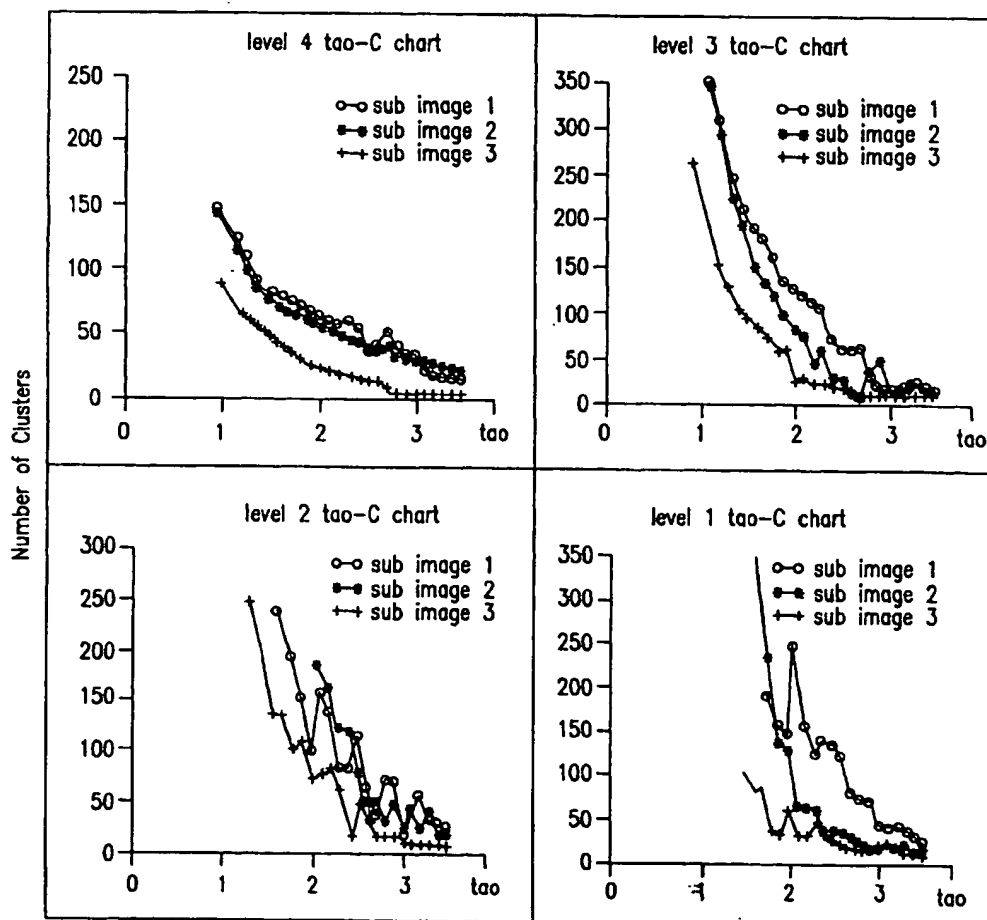 Number of Clusters
level 4 tao-C chart
250
200
150
100
50
0
sub image 1
sub image 2
sub image 3
0 1 2 3 tao
level 3 tao-C chart
350
300
250
200
150
100
50
0
sub image 1
sub image 2
sub image 3
0 1 2 3 tao
level 2 tao-C chart
300
250
200
150
100
50
0
sub image 1
sub image 2
sub image 3
0 1 2 3 tao
level 1 tao-C chart
350
300
250
200
150
100
50
0
sub image 1
sub image 2
sub image 3
0 2 3 tao